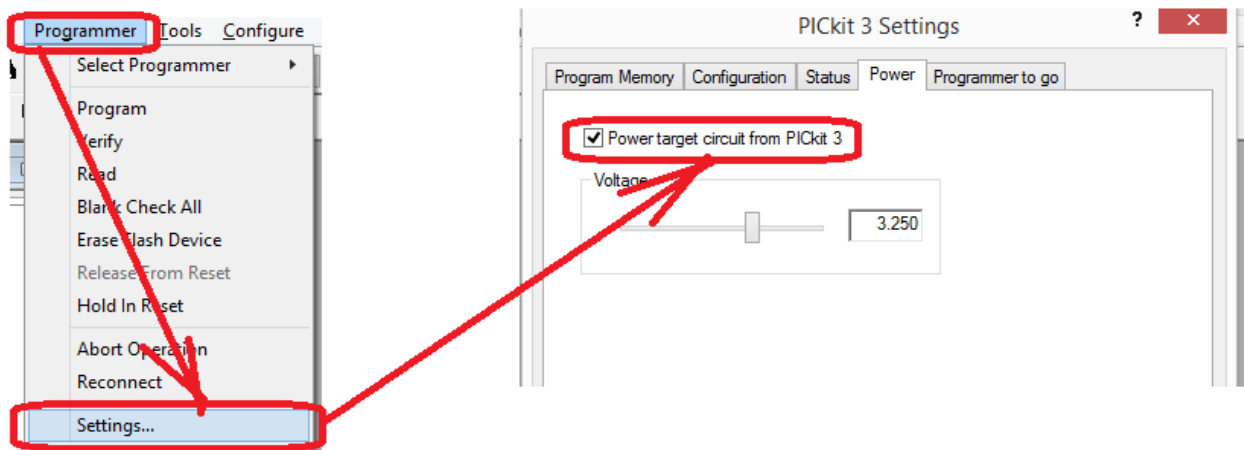 Programmer Tools Configure
Select Programmer
Program
Verify
Read
Blank Check All
Erase Flash Device
Release From Reset
Hold In Reset
Abort Operation
Reconnect
Settings...
PICkit 3 Settings
? ×
Program Memory Configuration Status Power Programmer to go
Power target circuit from PICkit 3
Voltage
3.250